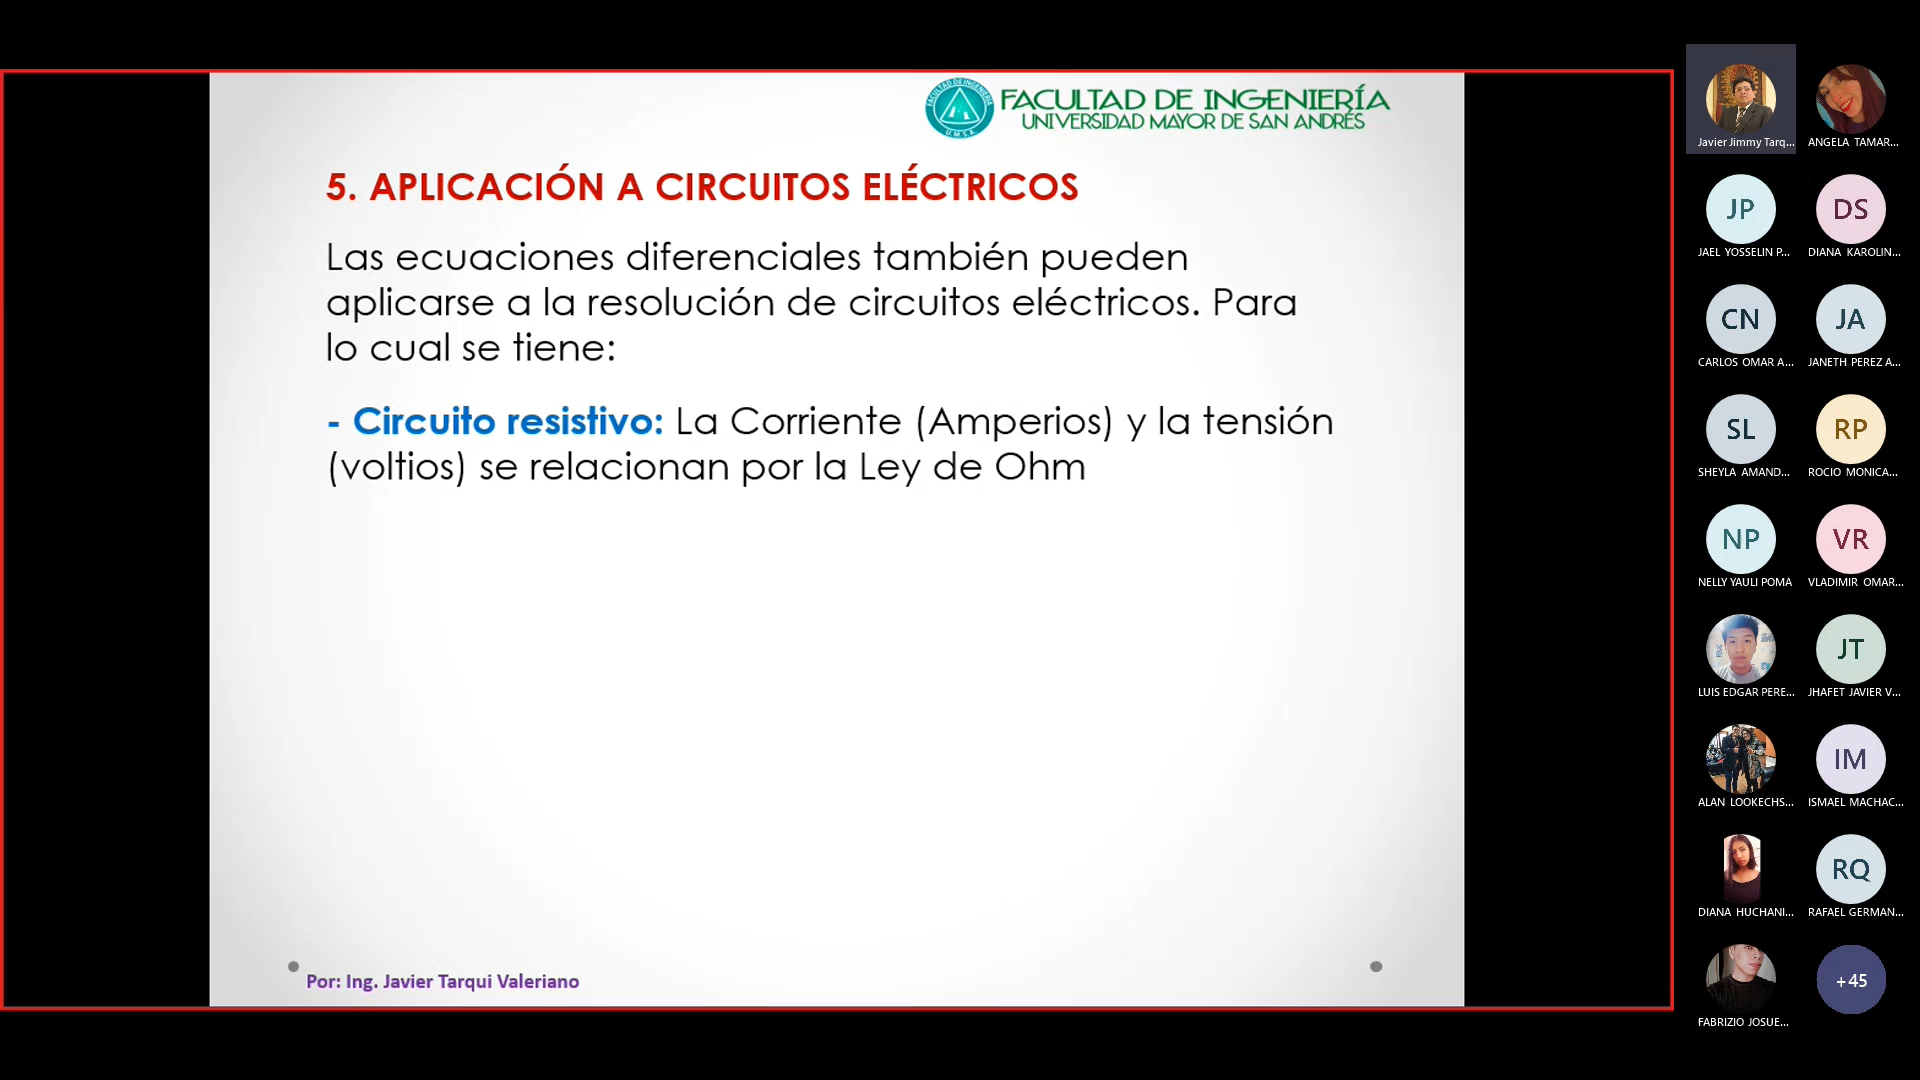 FACULTAD DE INGENIERÍA
UNIVERSIDAD MAYOR DE SAN ANDRÉS
FACULTAD DE INGENIERIA
U.M.S.A.
5. APLICACIÓN A CIRCUITOS ELÉCTRICOS
Las ecuaciones diferenciales también pueden
aplicarse a la resolución de circuitos eléctricos. Para
lo cual se tiene:
- Circuito resistivo: La Corriente (Amperios) y la tensión
(voltios) se relacionan por la Ley de Ohm
Por: Ing. Javier Tarqui Valeriano
Javier Jimmy Tarq...
ANGELA TAMAR...
JP
JAEL YOSSELIN P...
DS
DIANA KAROLIN...
CN
CARLOS OMAR A...
JA
JANETH PEREZ A...
SL
SHEYLA AMAND...
RP
ROCIO MONICA...
NP
NELLY YAULI POMA
VR
VLADIMIR OMAR...
LUIS EDGAR PERE...
JT
JHAFET JAVIER V...
ALAN LOOKECHS...
IM
ISMAEL MACHAC...
DIANA HUCHANI...
RQ
RAFAEL GERMAN...
FABRIZIO JOSUE...
+45